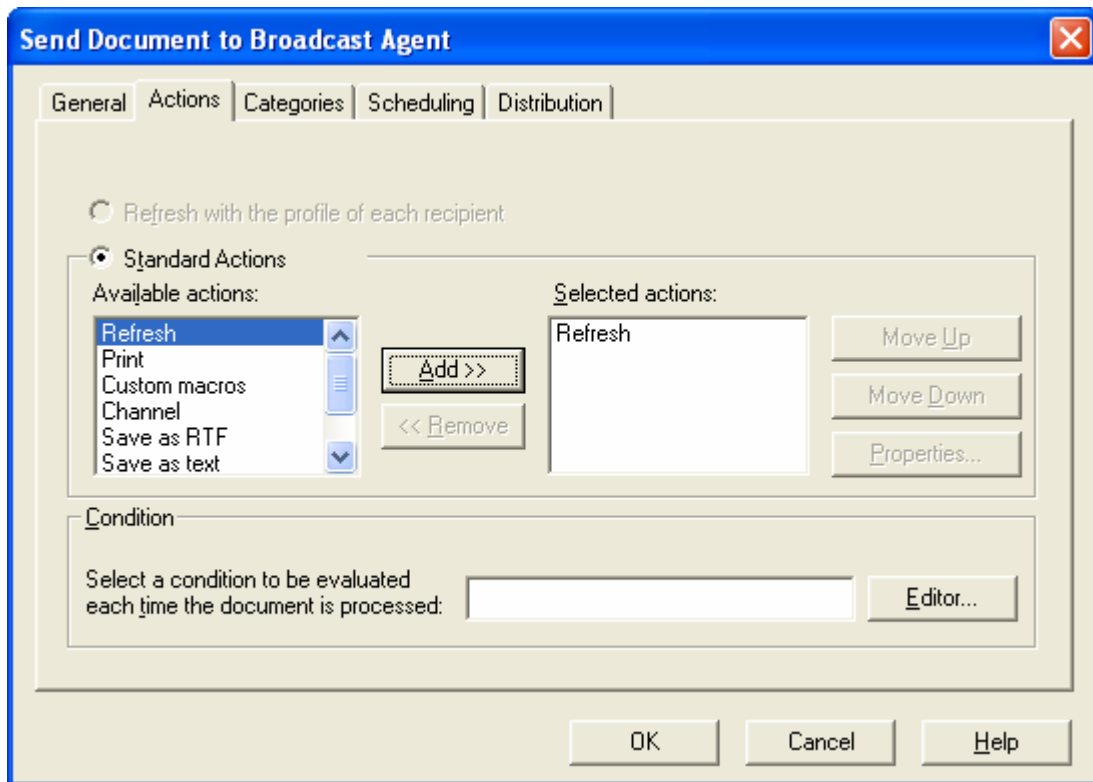 Send Document to Broadcast Agent
General Actions Categories Scheduling Distribution
Refresh with the profile of each recipient
Standard Actions
Available actions:
Selected actions:
Refresh
Print
Custom macros
Channel
Save as RTF
Save as text
Add >>
<< Remove
Refresh
Move Up
Move Down
Properties...
Condition
Select a condition to be evaluated
each time the document is processed:
Editor...
OK Cancel Help